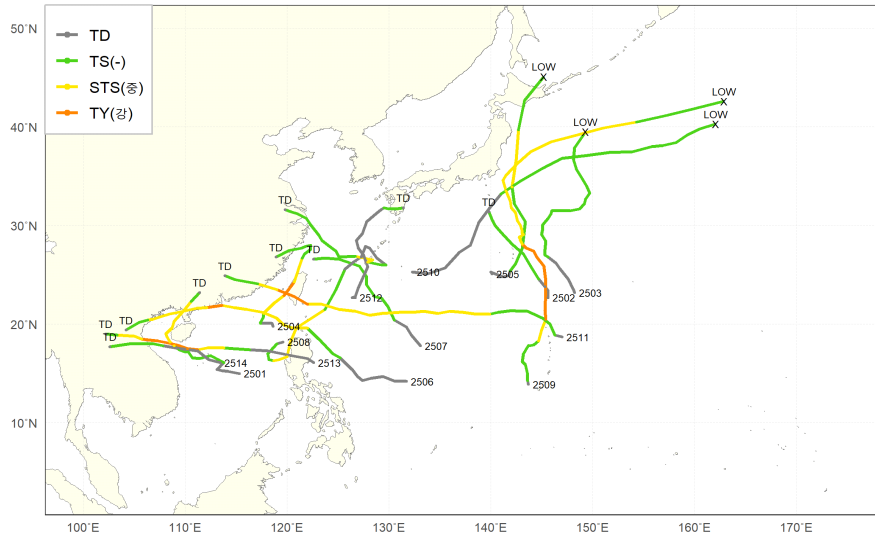 50°N
40°N
30°N
20°N
10°N
TD
TS(-)
STS(중)
TY(강)
LOW
LOW
LOW
LOW
TD
TD
TD
TD
TD
TD
TD
TD
TD
TD
2510
2505
2512
2502
2503
2504
2508
2507
2511
2514
2501
2513
2506
2509
100°E
110°E
120°E
130°E
140°E
150°E
160°E
170°E